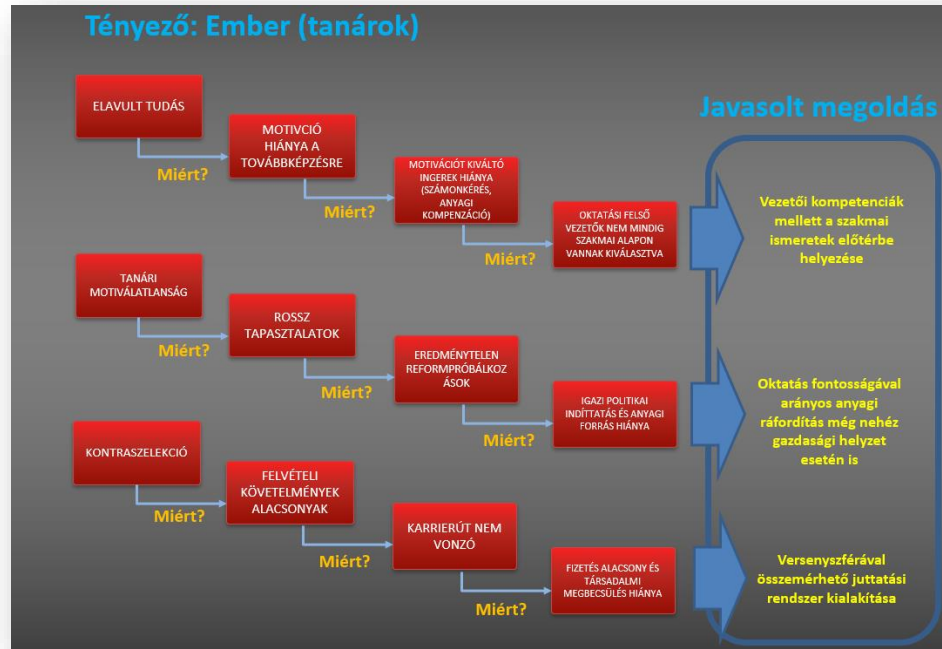 Tényező: Ember (tanárok)
Javasolt megoldás
ELAVULT TUDÁS
Miért?
MOTIVCIÓ
HIÁNYA A
TOVÁBBKÉPZÉSRE
Miért?
MOTIVÁCIÓT KIVÁLTÓ
INGEREK HIÁNYA
(SZÁMONKÉRÉS,
ANYAGI
KOMPENZÁCIÓ)
Miért?
OKTATÁSI FELSŐ
VEZETŐK NEM MINDIG
SZAKMAI ALAPON
VANNAK KIVÁLASZTVA
Vezetői kompetenciák
mellett a szakmai
ismeretek előtérbe
helyezése
TANÁRI
MOTIVÁLATLANSÁG
Miért?
ROSSZ
TAPASZTALATOK
Miért?
EREDMÉNYTELEN
REFORMPRÓBÁLKOZ
ÁSOK
Miért?
IGAZI POLITIKAI
INDÍTTATÁS ÉS ANYAGI
FORRÁS HIÁNYA
Oktatás fontosságával
arányos anyagi
ráfordítás még nehéz
gazdasági helyzet
esetén is
KONTRASZELEKCIÓ
Miért?
FELVÉTELI
KÖVETELMÉNYEK
ALACSONYAK
Miért?
KARRIERÚT NEM
VONZÓ
Miért?
FIZETÉS ALACSONY ÉS
TÁRSADALMI
MEGBECSÜLÉS HIÁNYA
Versenyszférával
összemérhető juttatási
rendszer kialakítása